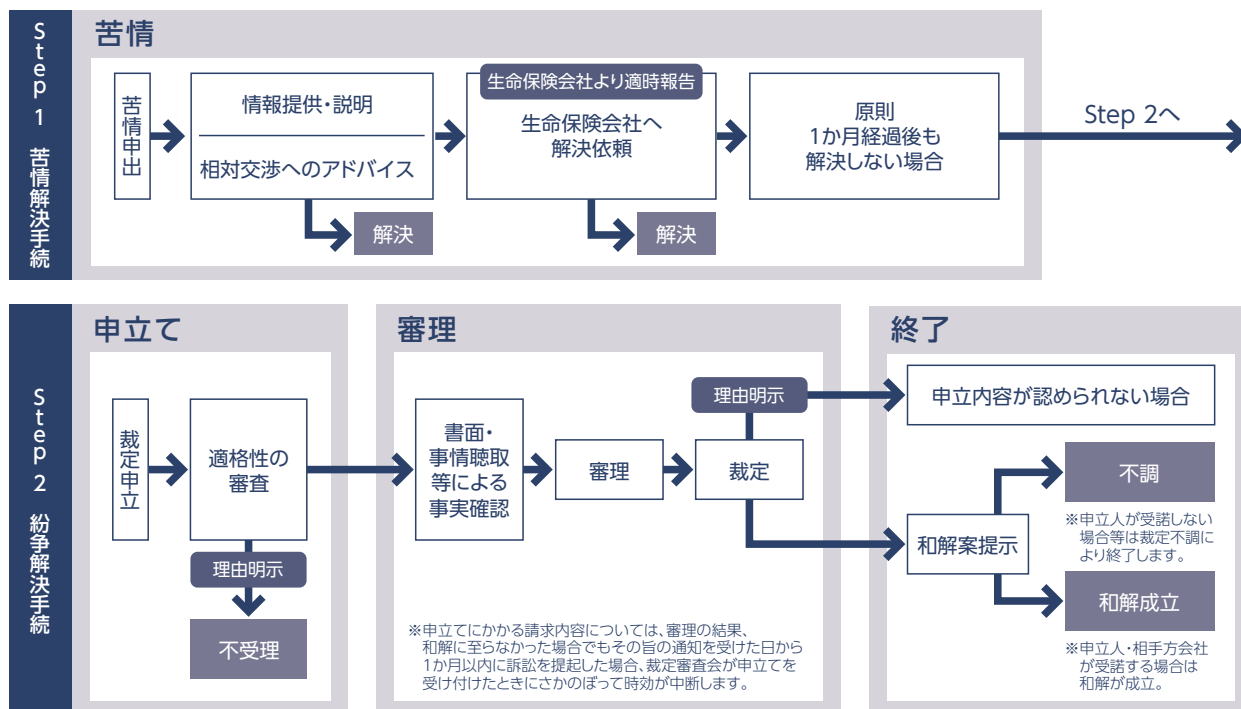 Step 1 苦情解決手続
苦情
苦情申出
情報提供・説明
相対交渉へのアドバイス
解決
生命保険会社より適時報告
生命保険会社へ
解決依頼
解決
原則
1か月経過後も
解決しない場合
Step 2へ
Step 2 紛争解決手続
申立て
裁定申立
適格性の
審査
理由明示
不受理
審理
書面・
事情聴取
等による
事実確認
審理
理由明示
裁定
※申立てにかかる請求内容については、審理の結果、
和解に至らなかった場合でもその旨の通知を受けた日から
1か月以内に訴訟を提起した場合、裁定審査会が申立てを
受け付けたときにさかのぼって時効が中断します。
終了
申立内容が認められない場合
和解案提示
不調
※申立人が受諾しない
場合等は裁定不調に
より終了します。
和解成立
※申立人・相手方会社
が受諾する場合は
和解が成立。